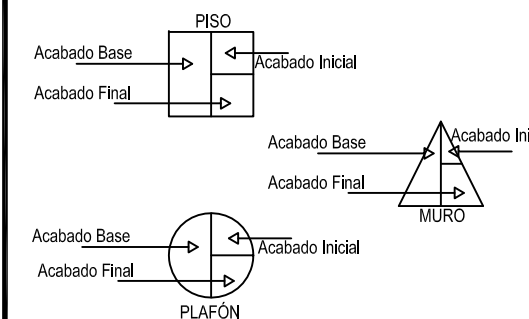 PISO
Acabado Base
Acabado Inicial
Acabado Final
Acabado Base
Acabado Ini
Acabado Final
MURO
Acabado Base
Acabado Inicial
Acabado Final
PLAFÓN